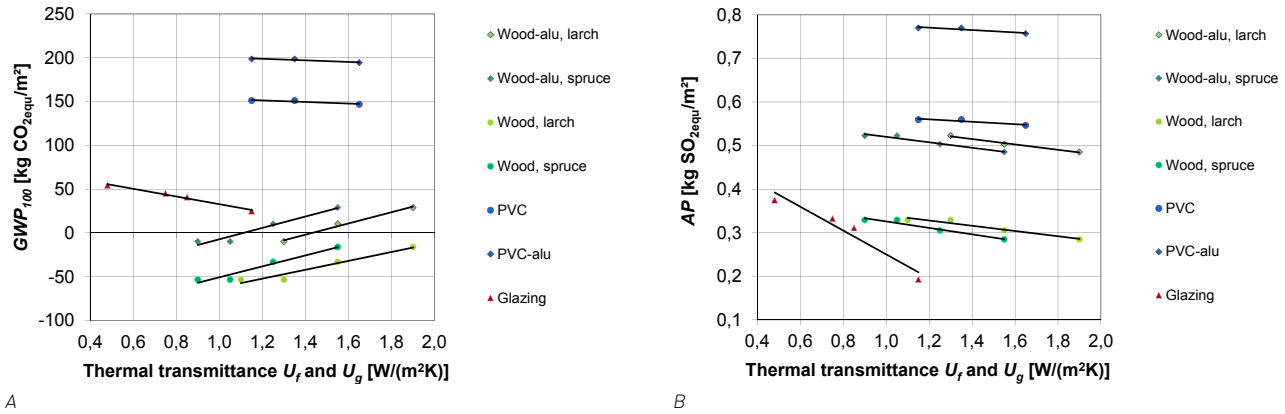 GWP100 [kg CO2equ/m²]
250
200
150
100
50
0
-50
-100
0,4 0,6 0,8 1,0 1,2 1,4 1,6 1,8 2,0
Thermal transmittance Uf and Ug [W/(m²K)]
Wood-alu, larch
Wood-alu, spruce
Wood, larch
Wood, spruce
PVC
PVC-alu
Glazing
A
AP [kg SO2equ/m²]
0,8
0,7
0,6
0,5
0,4
0,3
0,2
0,1
0,4 0,6 0,8 1,0 1,2 1,4 1,6 1,8 2,0
Thermal transmittance Uf and Ug [W/(m²K)]
Wood-alu, larch
Wood-alu, spruce
Wood, larch
Wood, spruce
PVC
PVC-alu
Glazing
B